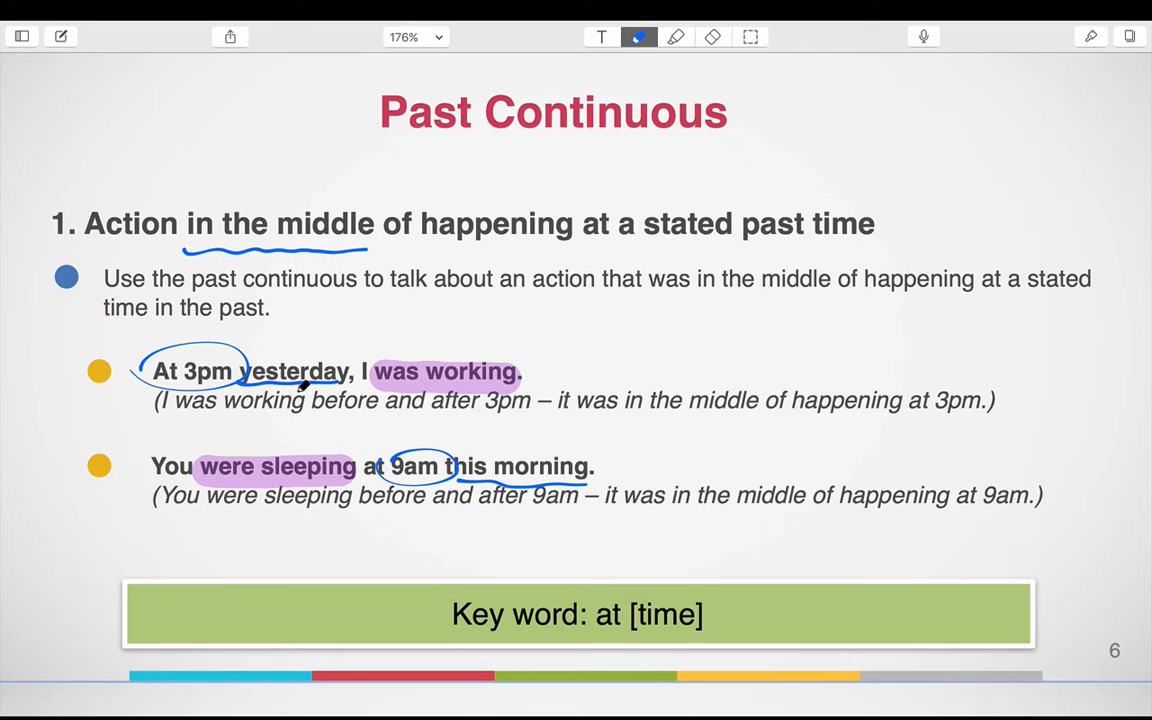 176%
T
Past Continuous
1. Action in the middle of happening at a stated past time
Use the past continuous to talk about an action that was in the middle of happening at a stated
time in the past.
At 3pm yesterday, I was working.
(I was working before and after 3pm – it was in the middle of happening at 3pm.)
You were sleeping at 9am this morning.
(You were sleeping before and after 9am – it was in the middle of happening at 9am.)
Key word: at [time]
6